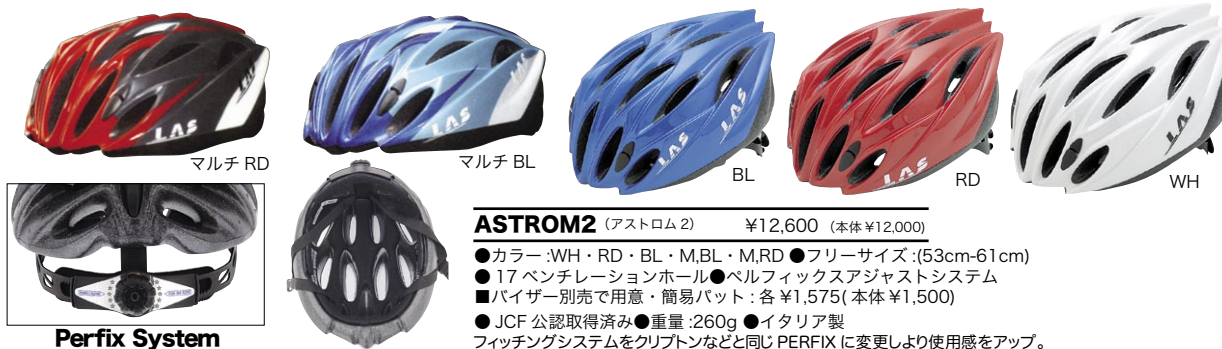 LAS
LAS
LAS
LAS
LAS
LAS
LAS
マルチ RD
マルチ BL
BL
RD
WH
Perfix System
ASTROM2 (アストロム 2) ¥12,600 (本体 ¥12,000)
●カラー :WH・RD・BL・M,BL・M,RD ●フリーサイズ :(53cm-61cm)
● 17 ベンチレーションホール●ペルフィックスアジャストシステム
■バイザー別売で用意・簡易パット : 各 ¥1,575( 本体 ¥1,500)
● JCF 公認取得済み●重量 :260g ●イタリア製
フィッチングシステムをクリプトンなどと同じ PERFIX に変更しより使用感をアップ。